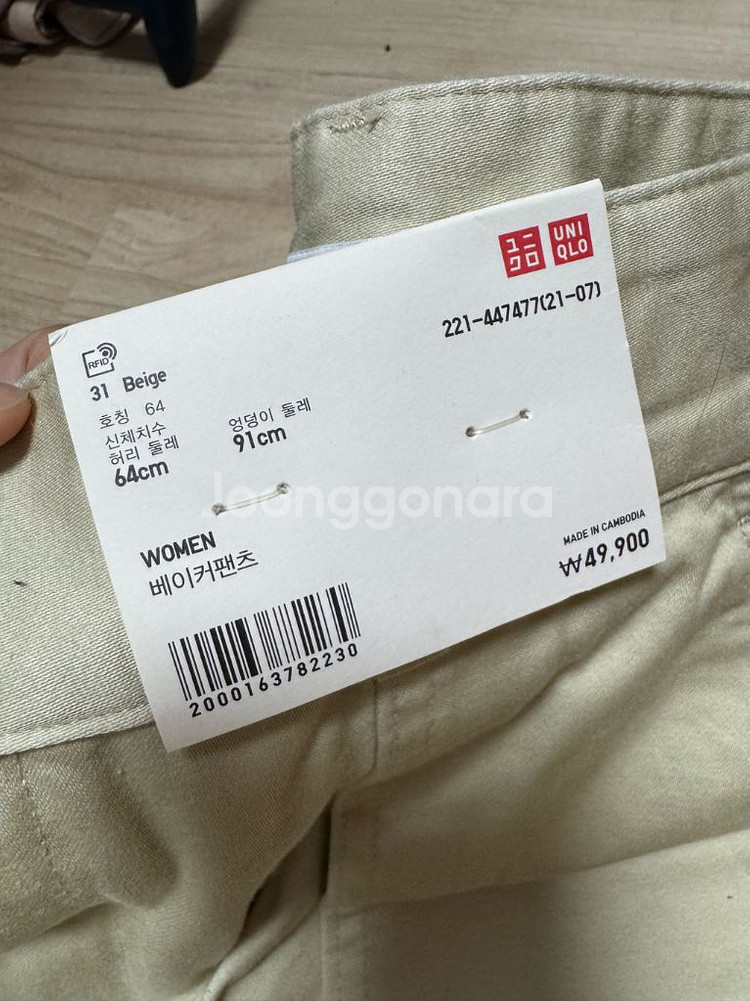 ユニ
クロ
UNI
QLO
221-447477(21-07)
RFID
31 Beige
호칭 64
신체치수
허리 둘레
64cm
엉덩이 둘레
91cm
Joonggonara
WOMEN
베이커팬츠
MADE IN CAMBODIA
₩49,900
2000163782230